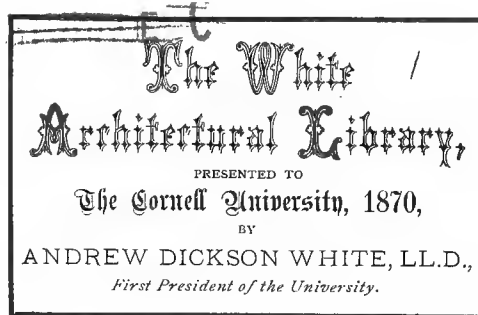 The White
Architectural Library,
PRESENTED TO
The Cornell University, 1870,
BY
ANDREW DICKSON WHITE, LL.D.,
First President of the University.